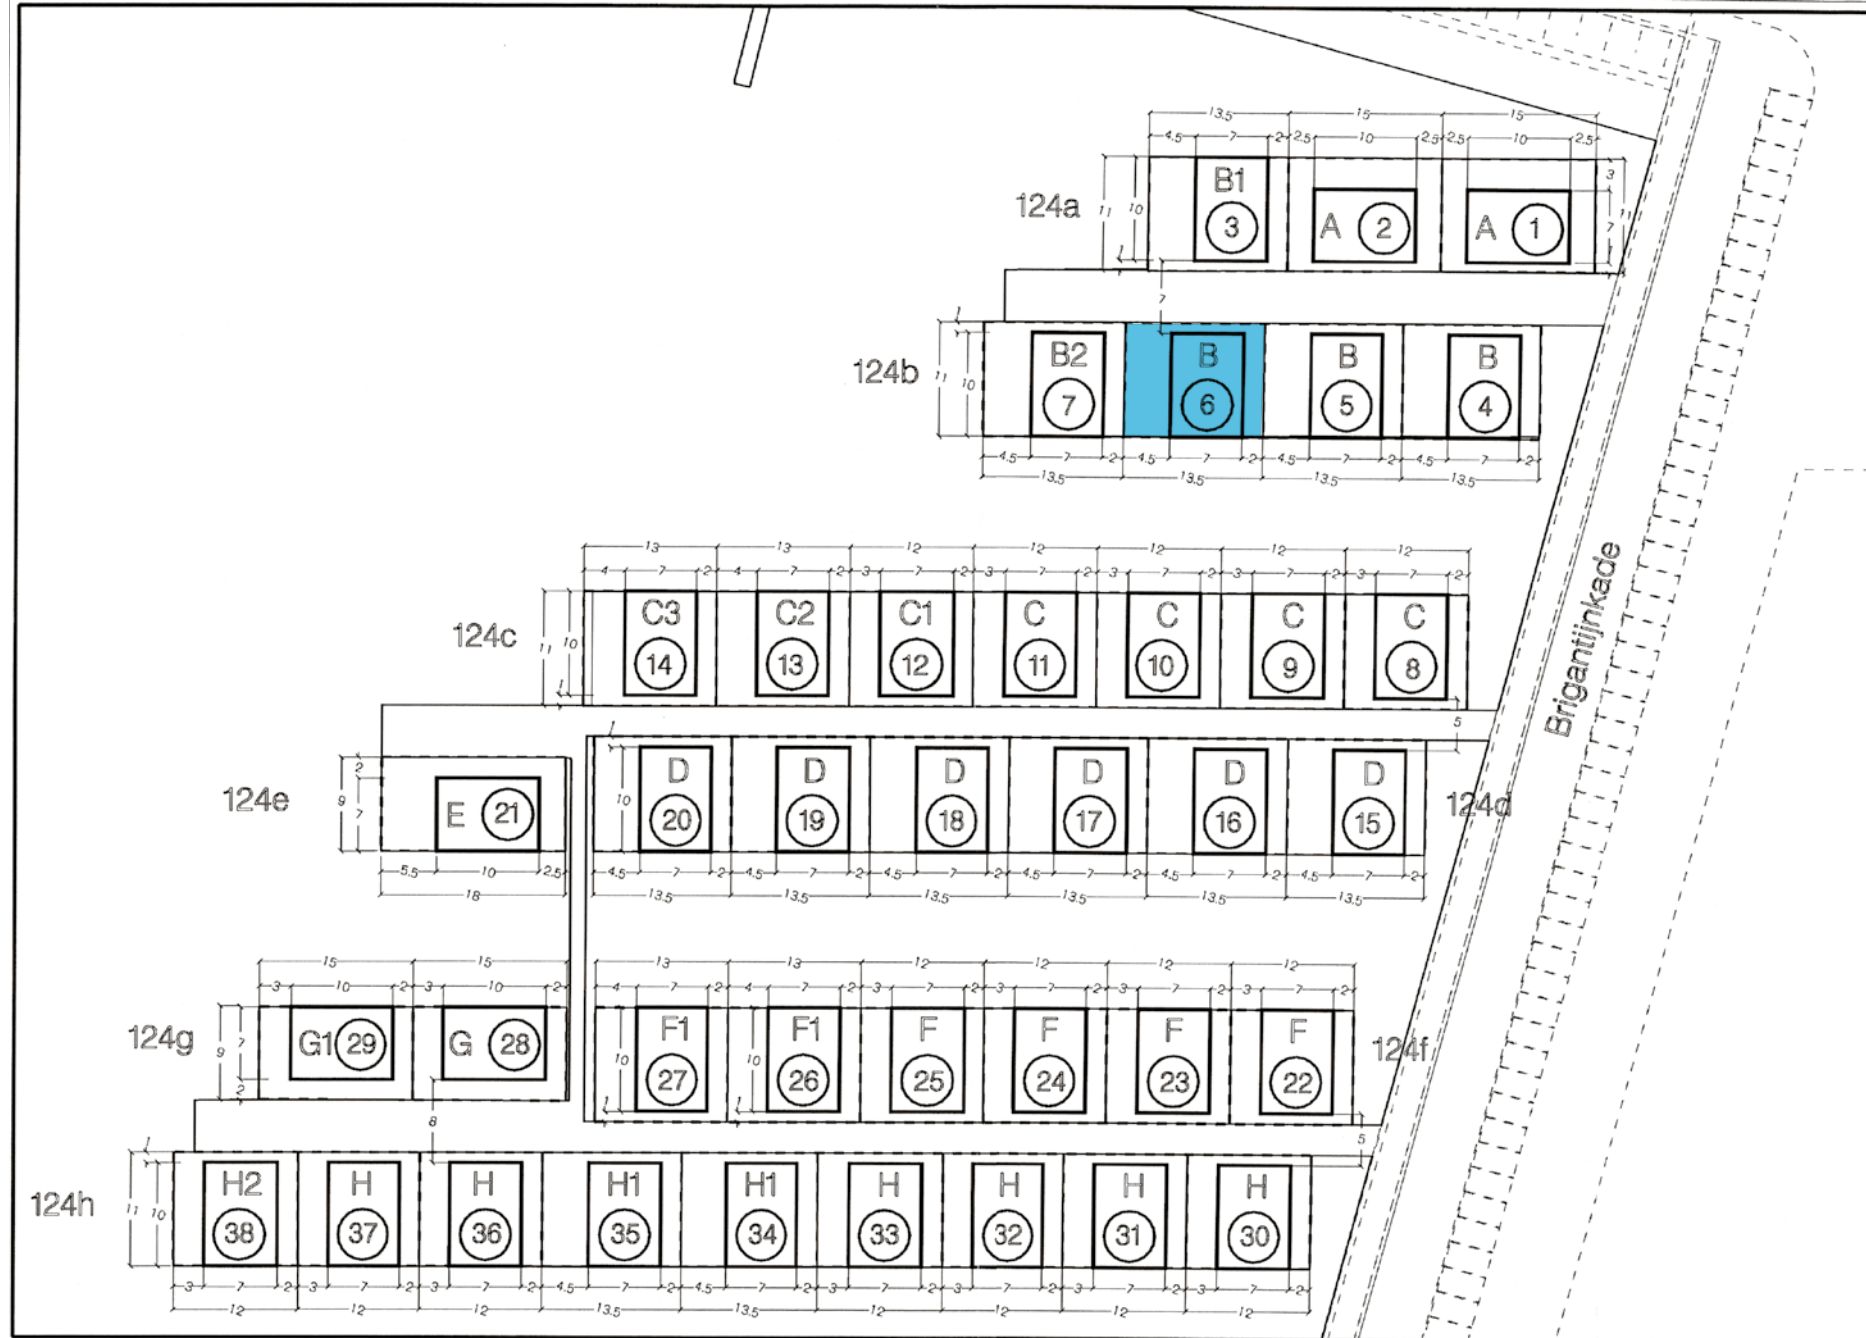 13.5 15 15
4.5 7 2 2.5 10 2.5 2.5 10 2.5
124a 11 10 1 B1 3 A 2 A 1 3 7 1
7
124b 11 10 1 B2 7 B 6 B 5 B 4
4.5 7 2 4.5 7 2 4.5 7 2 4.5 7 2
13.5 13.5 13.5 13.5
Brigantijnkade
13 13 12 12 12 12 12
4 7 2 4 7 2 3 7 2 3 7 2 3 7 2 3 7 2 3 7 2
124c 11 10 1 C3 14 C2 13 C1 12 C 11 C 10 C 9 C 8
5
124e 9 2 7 E 21 1 10 D 20 D 19 D 18 D 17 D 16 D 15 124d
5.5 10 2.5 4.5 7 2 4.5 7 2 4.5 7 2 4.5 7 2 4.5 7 2 4.5 7 2
18 13.5 13.5 13.5 13.5 13.5 13.5
15 15 13 13 12 12 12 12
3 10 2 3 10 2 4 7 2 4 7 2 3 7 2 3 7 2 3 7 2 3 7 2
124g 9 7 2 G1 29 G 28 10 1 F1 27 10 1 F1 26 F 25 F 24 F 23 F 22 124f
8 5
124h 11 10 1 H2 38 H 37 H 36 H1 35 H1 34 H 33 H 32 H 31 H 30
3 7 2 3 7 2 3 7 2 4.5 7 2 4.5 7 2 3 7 2 3 7 2 3 7 2 3 7 2
12 12 12 13.5 13.5 12 12 12 12